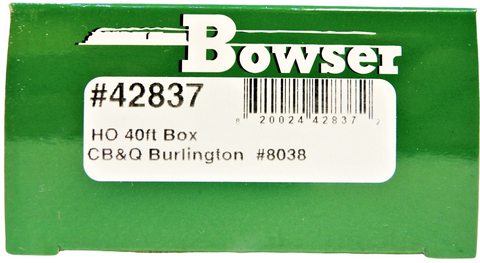 Bowser
#42837
0 20024 42837 2
HO 40ft Box
CB&Q Burlington #8038